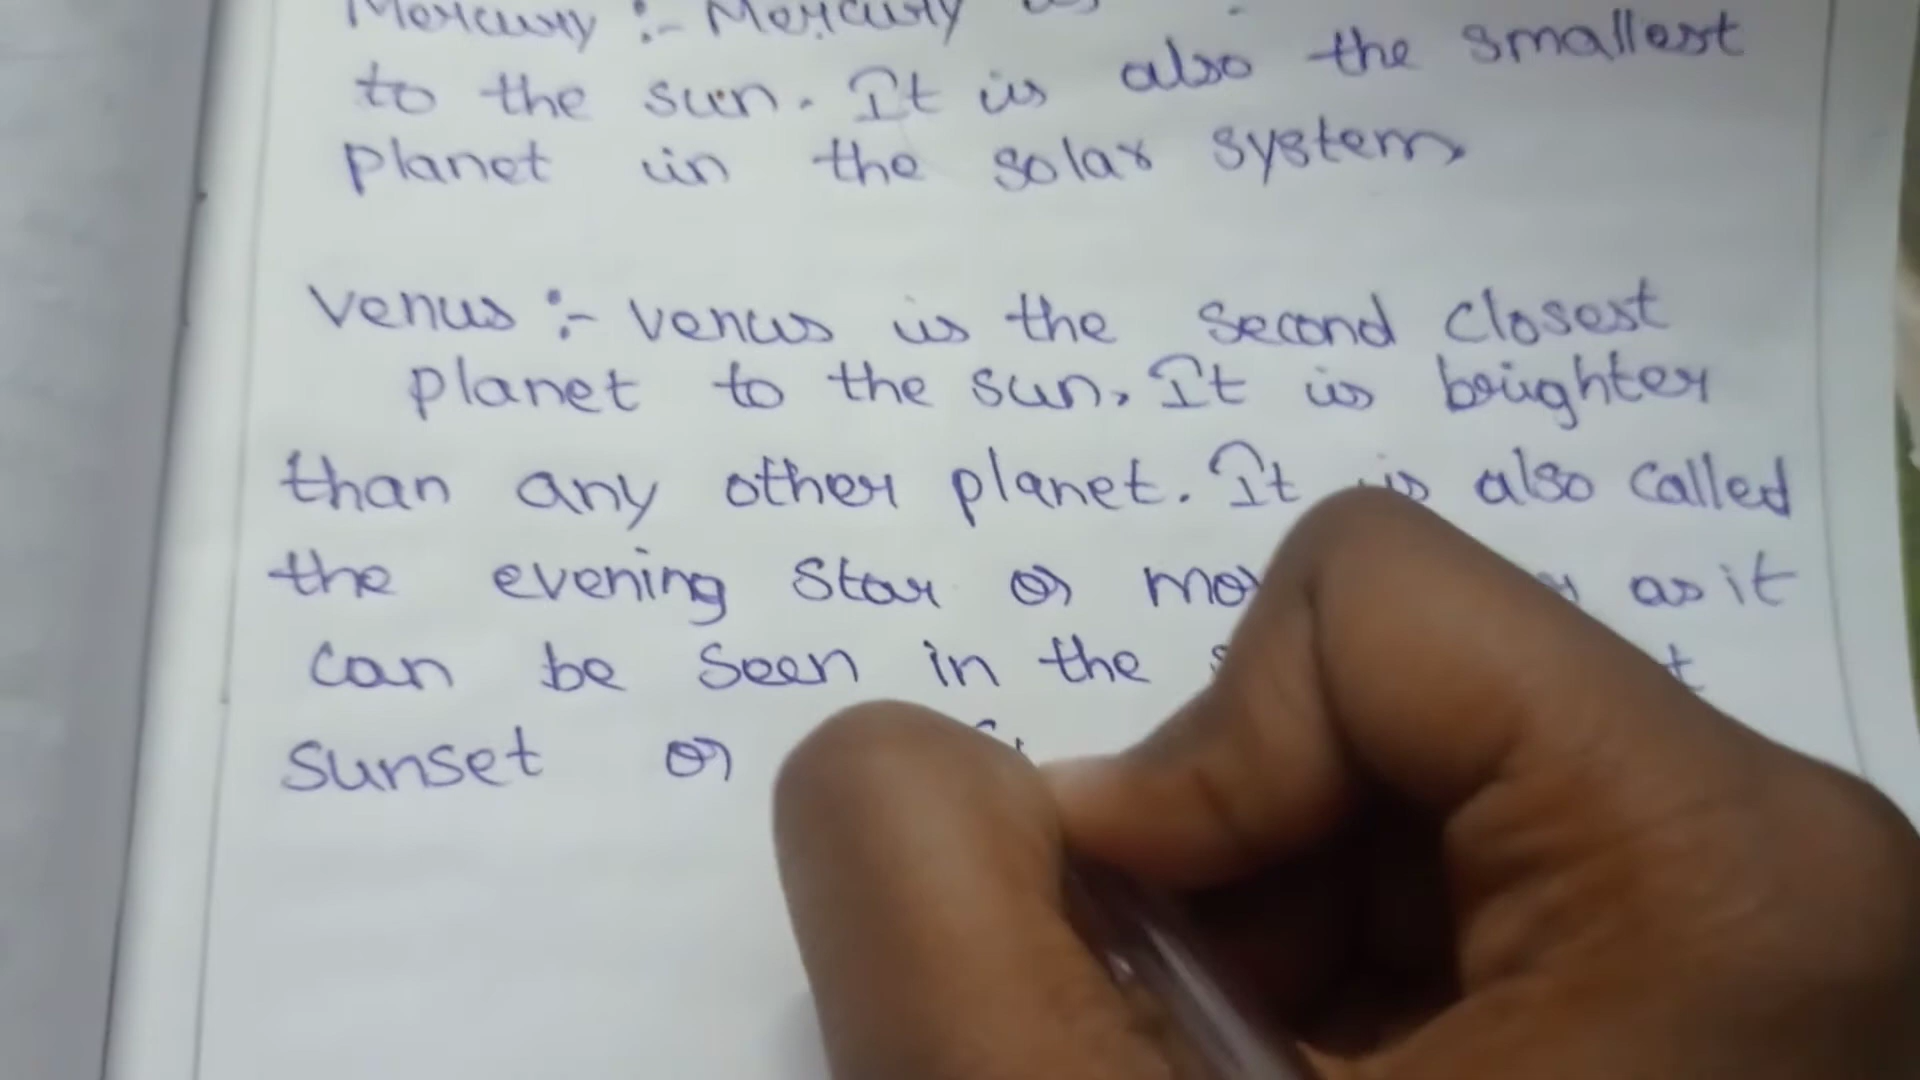 Mercury :- Mercury is
to the sun. It is also the smallest
planet in the solar system,
Venus :- Venus is the second closest
planet to the sun, It is brighter
than any other planet. It is also called
the evening star or as it
can be seen in the
sunset or